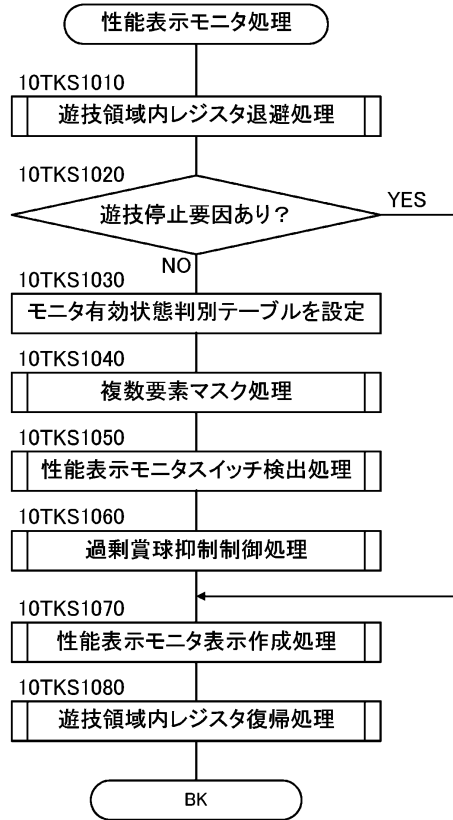 性能表示モニタ処理
10TKS1010
遊技領域内レジスタ退避処理
10TKS1020
遊技停止要因あり？
YES
NO
10TKS1030
モニタ有効状態判別テーブルを設定
10TKS1040
複数要素マスク処理
10TKS1050
性能表示モニタスイッチ検出処理
10TKS1060
過剰賞球抑制制御処理
10TKS1070
性能表示モニタ表示作成処理
10TKS1080
遊技領域内レジスタ復帰処理
BK